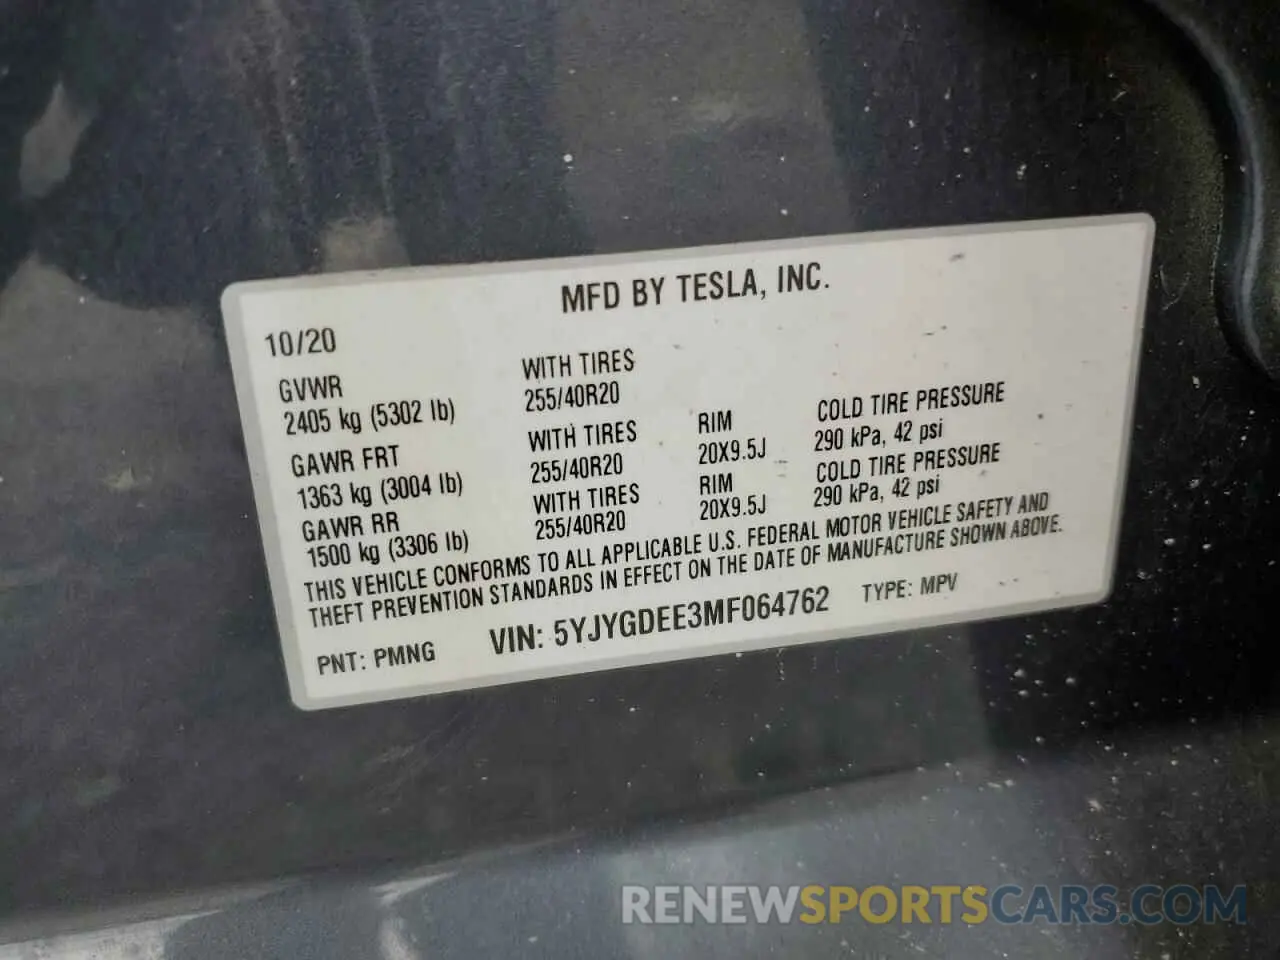 MFD BY TESLA, INC.
10/20
GVWR
2405 kg (5302 lb)
WITH TIRES
255/40R20
GAWR FRT
1363 kg (3004 lb)
WITH TIRES
255/40R20
RIM
20X9.5J
COLD TIRE PRESSURE
290 kPa, 42 psi
GAWR RR
1500 kg (3306 lb)
WITH TIRES
255/40R20
RIM
20X9.5J
COLD TIRE PRESSURE
290 kPa, 42 psi
THIS VEHICLE CONFORMS TO ALL APPLICABLE U.S. FEDERAL MOTOR VEHICLE SAFETY AND
THEFT PREVENTION STANDARDS IN EFFECT ON THE DATE OF MANUFACTURE SHOWN ABOVE.
PNT: PMNG
VIN: 5YJYGDEE3MF064762
TYPE: MPV
RENEWSPORTSCARS.COM